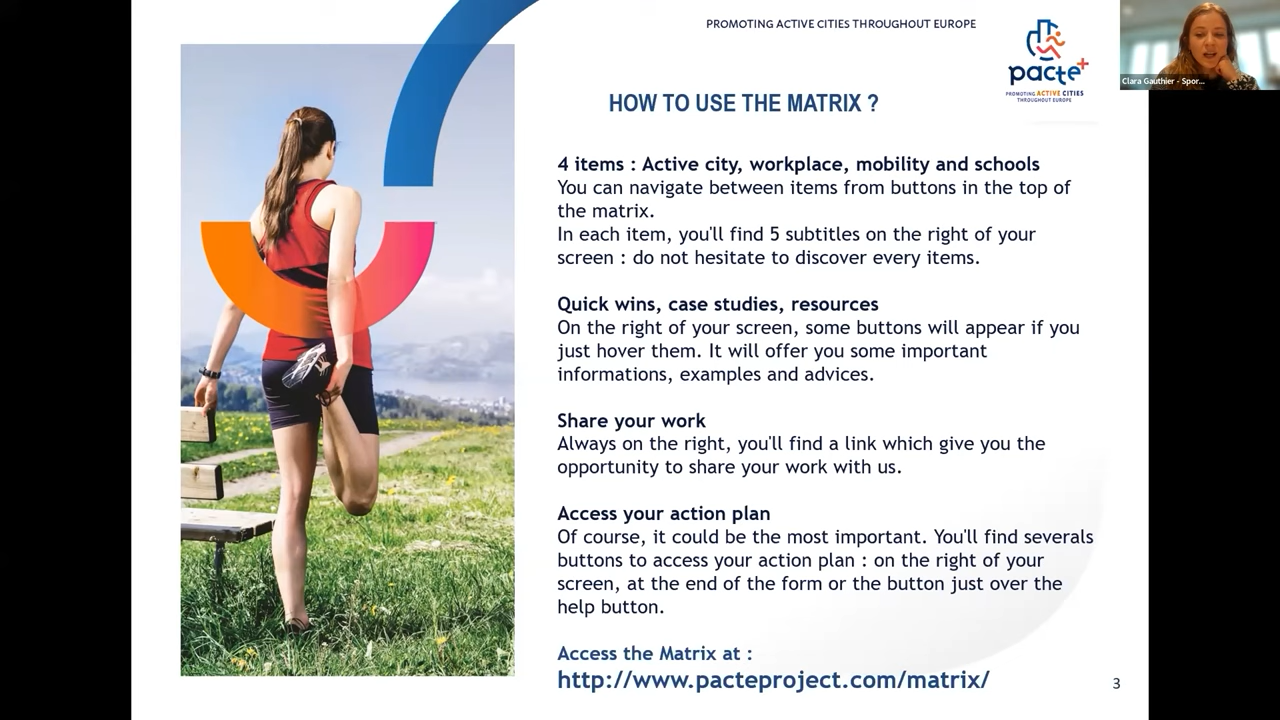 PROMOTING ACTIVE CITIES THROUGHOUT EUROPE
pacte+
PROMOTING ACTIVE CITIES
THROUGHOUT EUROPE
Clara Gauthier - Spor...
HOW TO USE THE MATRIX ?
4 items : Active city, workplace, mobility and schools
You can navigate between items from buttons in the top of
the matrix.
In each item, you'll find 5 subtitles on the right of your
screen : do not hesitate to discover every items.
Quick wins, case studies, resources
On the right of your screen, some buttons will appear if you
just hover them. It will offer you some important
informations, examples and advices.
Share your work
Always on the right, you'll find a link which give you the
opportunity to share your work with us.
Access your action plan
Of course, it could be the most important. You'll find severals
buttons to access your action plan : on the right of your
screen, at the end of the form or the button just over the
help button.
Access the Matrix at :
http://www.pacteproject.com/matrix/
3